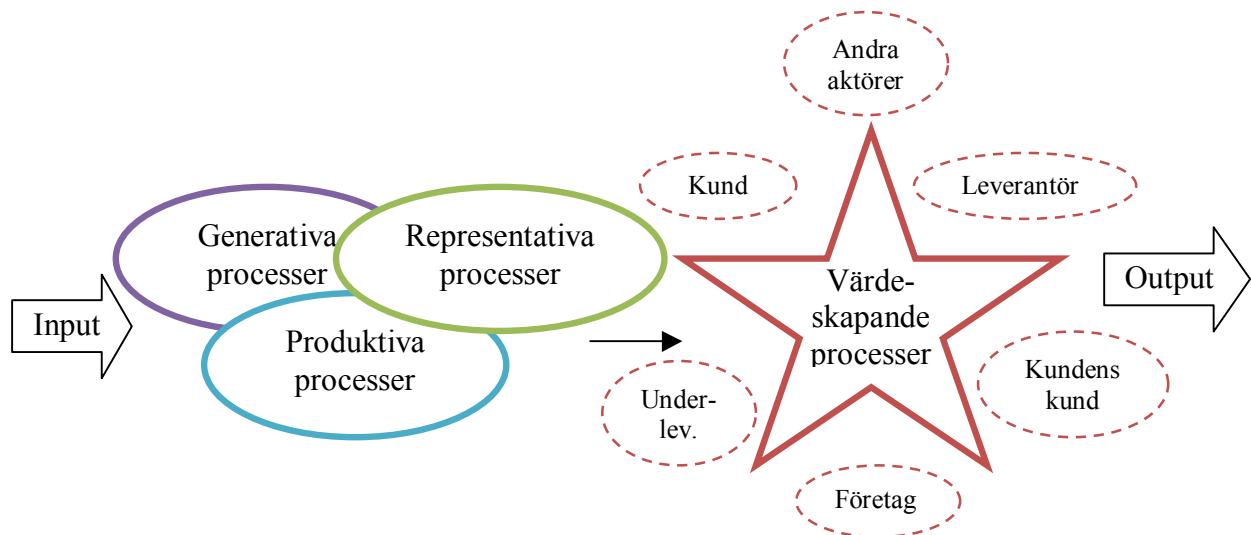 Input
Generativa
processer
Representativa
processer
Produktiva
processer
Andra
aktörer
Kund
Leverantör
Värde-
skapande
processer
Under-
lev.
Kundens
kund
Företag
Output